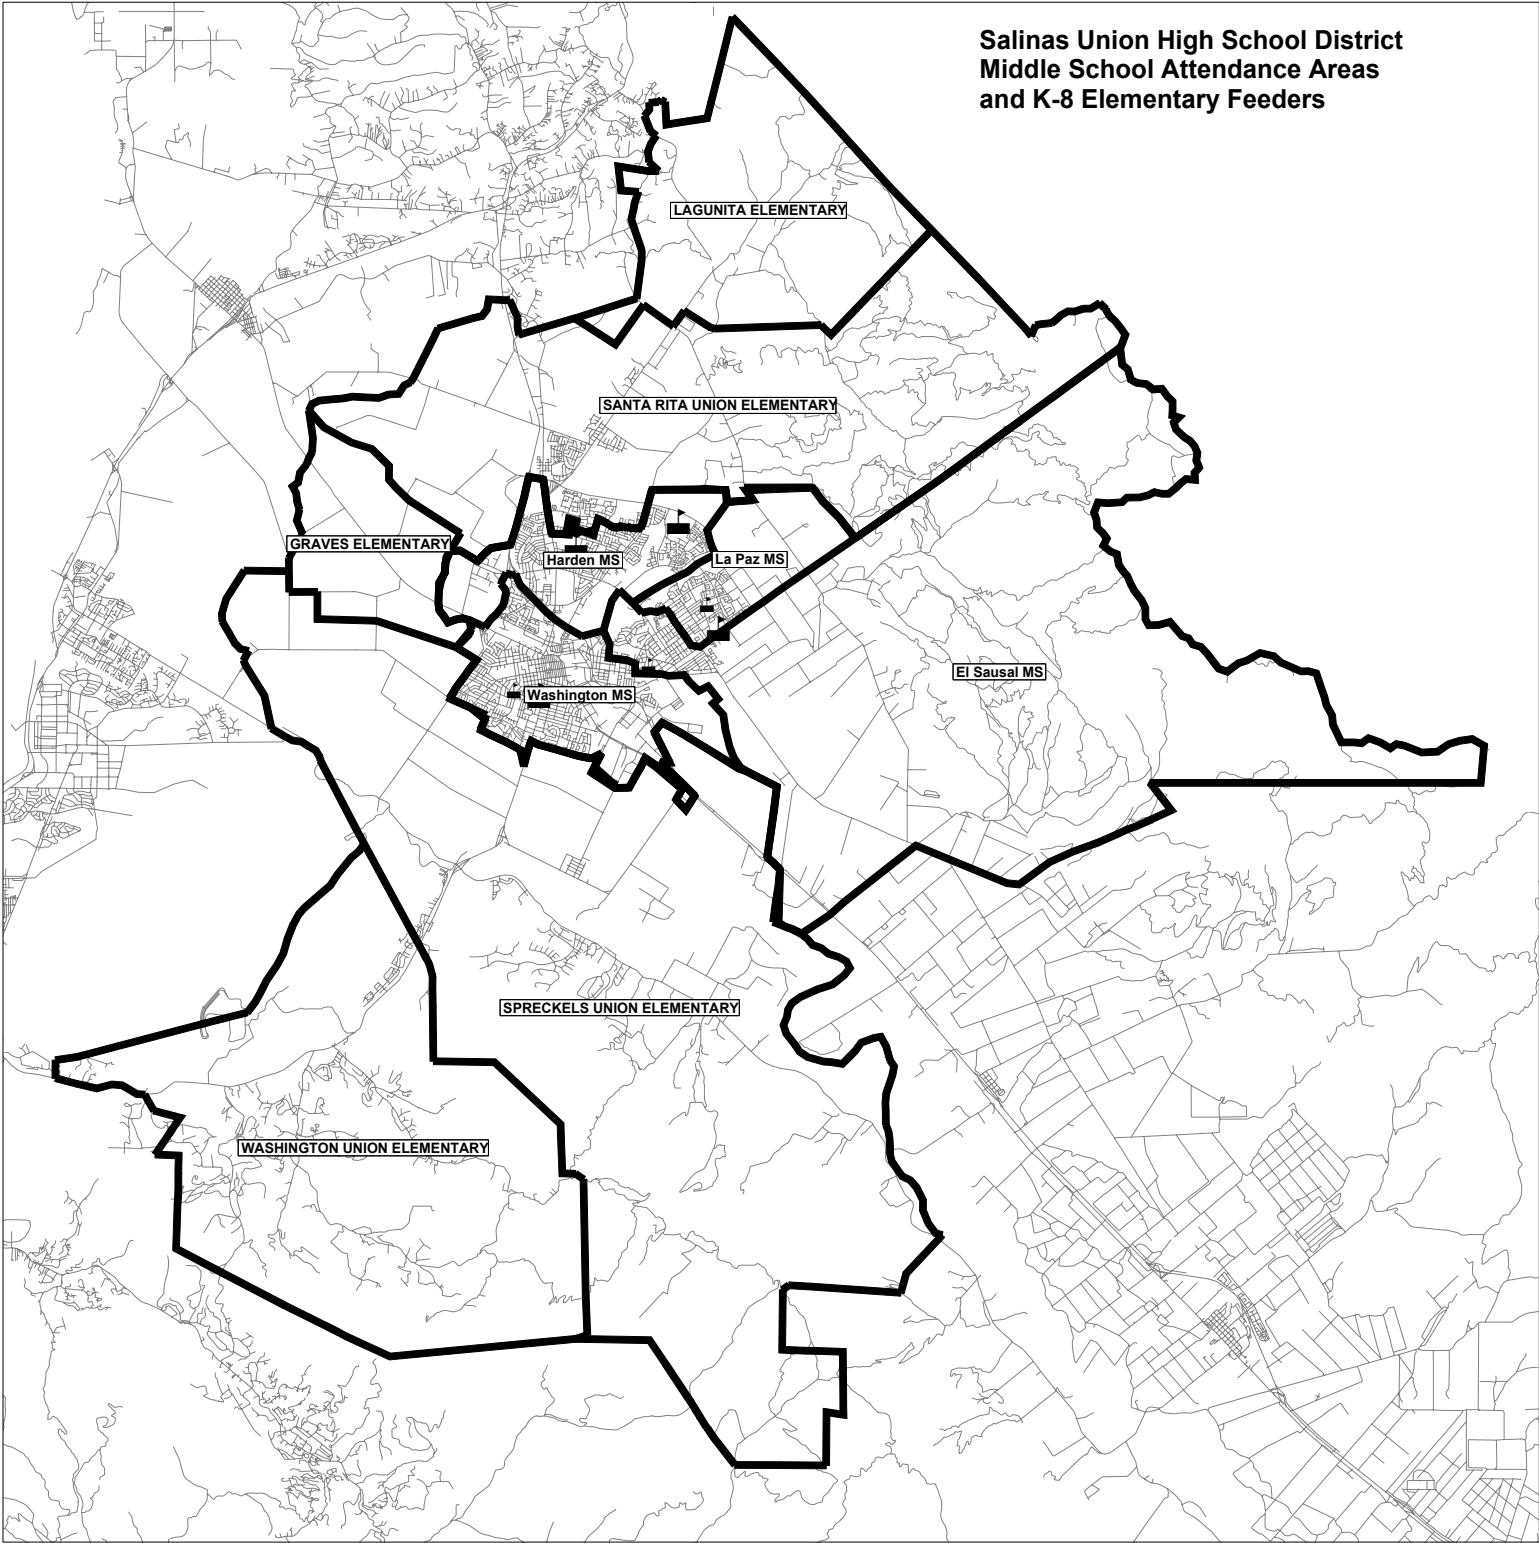 Salinas Union High School District
Middle School Attendance Areas
and K-8 Elementary Feeders
LAGUNITA ELEMENTARY
SANTA RITA UNION ELEMENTARY
GRAVES ELEMENTARY
Harden MS
La Paz MS
El Sausal MS
Washington MS
SPRECKELS UNION ELEMENTARY
WASHINGTON UNION ELEMENTARY